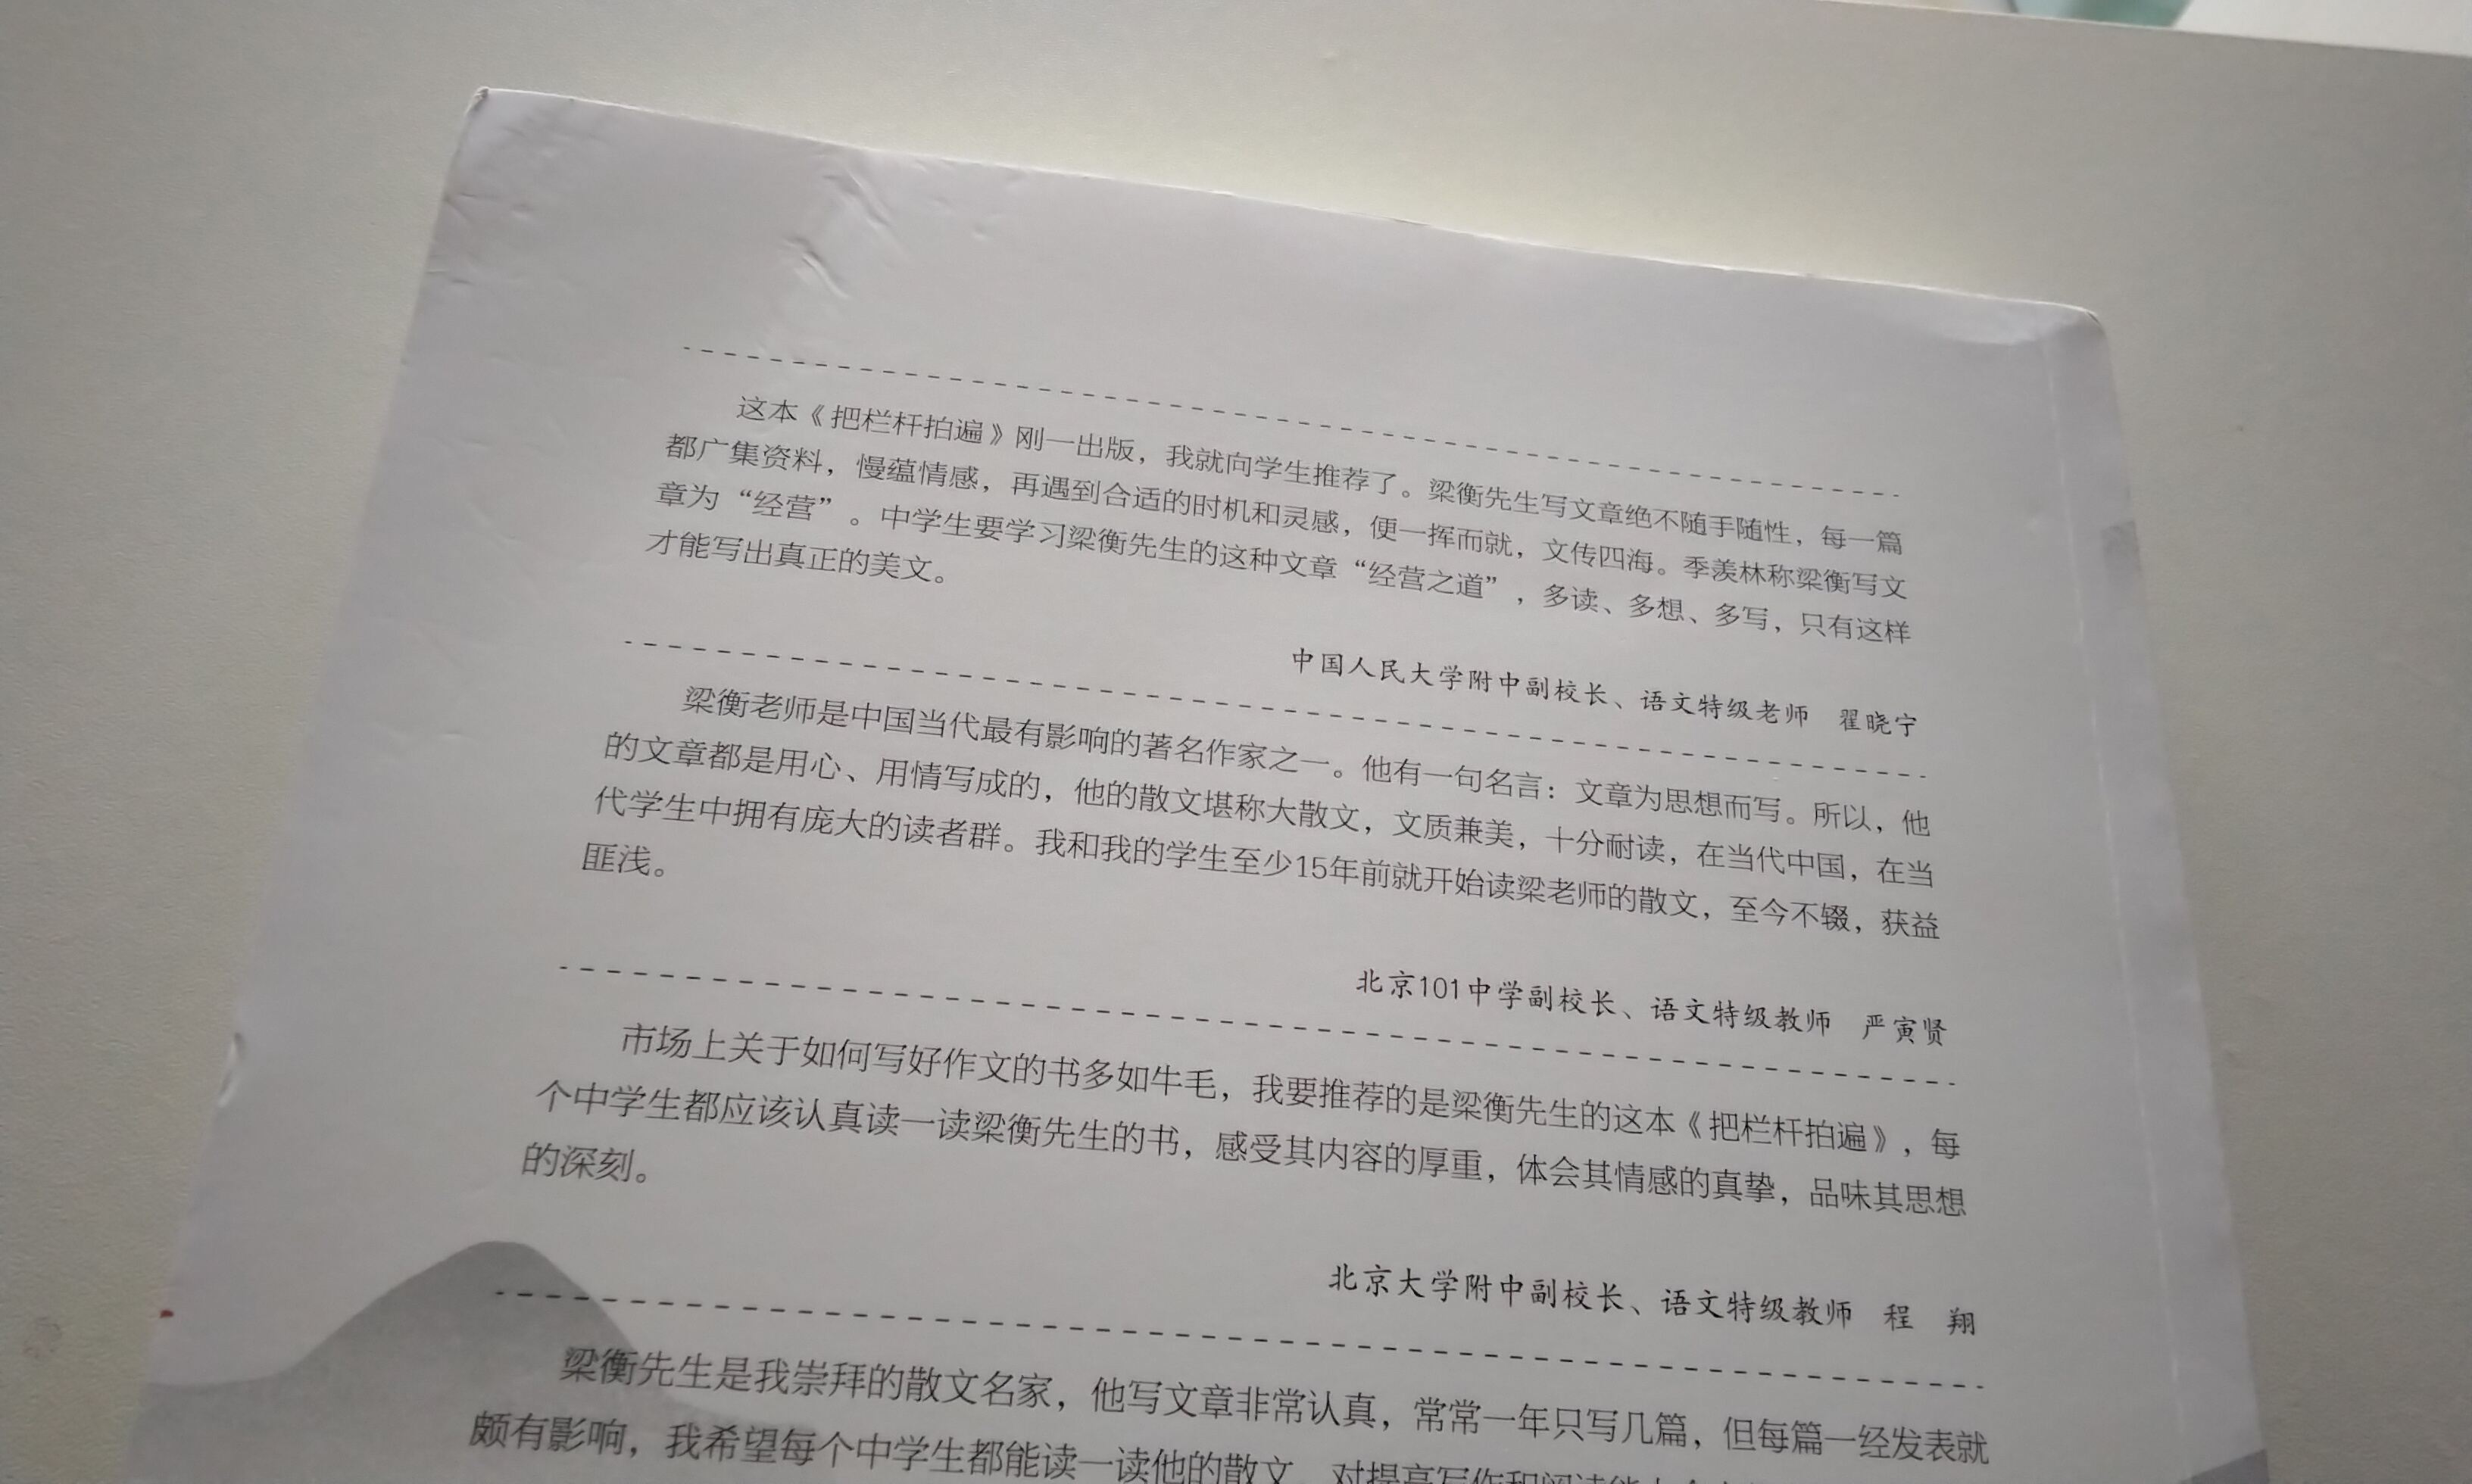 这本《把栏杆拍遍》刚一出版，我就向学生推荐了。梁衡先生写文章绝不随手随性，每一篇
都广集资料，慢蕴情感，再遇到合适的时机和灵感，便一挥而就，文传四海。季羡林称梁衡写文
章为“经营”。中学生要学习梁衡先生的这种文章“经营之道”，多读、多想、多写，只有这样
才能写出真正的美文。
中国人民大学附中副校长、语文特级老师　翟晓宁
梁衡老师是中国当代最有影响的著名作家之一。他有一句名言：文章为思想而写。所以，他
的文章都是用心、用情写成的，他的散文堪称大散文，文质兼美，十分耐读，在当代中国，在当
代学生中拥有庞大的读者群。我和我的学生至少15年前就开始读梁老师的散文，至今不辍，获益
匪浅。
北京101中学副校长、语文特级教师　严寅贤
市场上关于如何写好作文的书多如牛毛，我要推荐的是梁衡先生的这本《把栏杆拍遍》，每
个中学生都应该认真读一读梁衡先生的书，感受其内容的厚重，体会其情感的真挚，品味其思想
的深刻。
北京大学附中副校长、语文特级教师　程　翔
梁衡先生是我崇拜的散文名家，他写文章非常认真，常常一年只写几篇，但每篇一经发表就
颇有影响，我希望每个中学生都能读一读他的散文，对提高写作和阅读能力